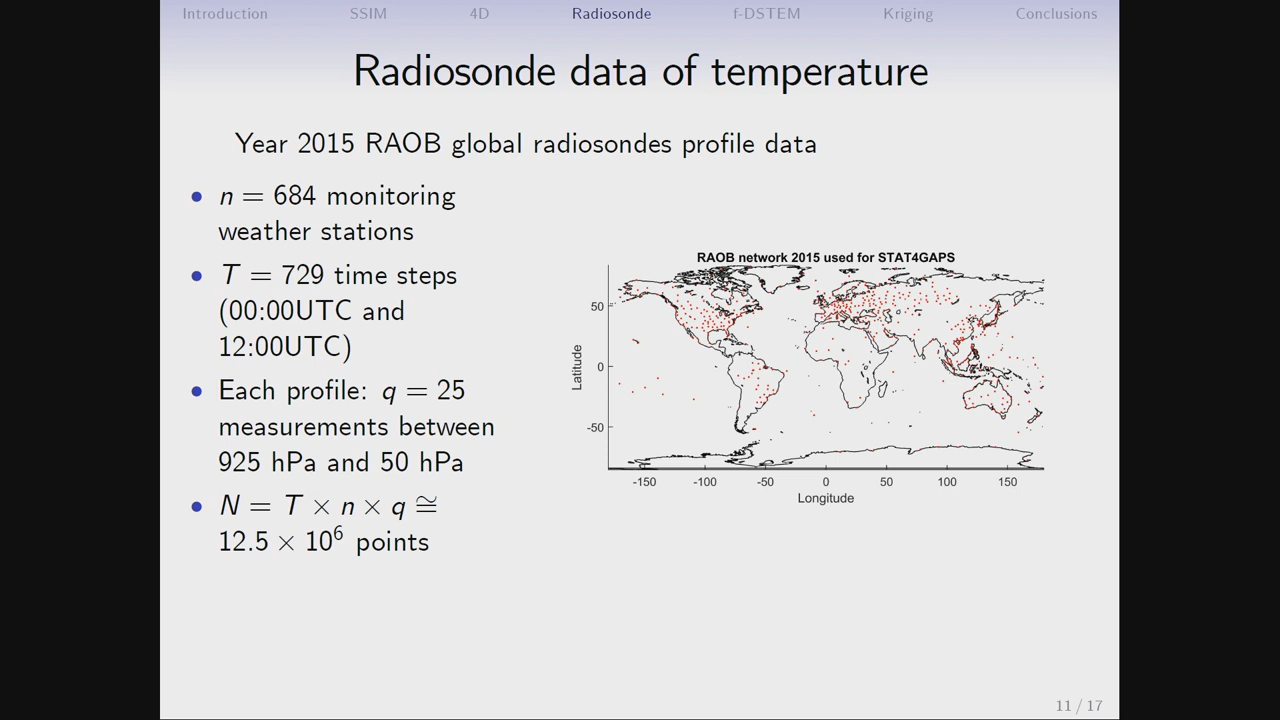 Introduction SSIM 4D Radiosonde f-DSTEM Kriging Conclusions
Radiosonde data of temperature
Year 2015 RAOB global radiosondes profile data
• n = 684 monitoring
weather stations
• T = 729 time steps
(00:00UTC and
12:00UTC)
• Each profile: q = 25
measurements between
925 hPa and 50 hPa
• N = T × n × q ≅
12.5 × 10⁶ points
RAOB network 2015 used for STAT4GAPS
Latitude
50
0
-50
-150 -100 -50 0 50 100 150
Longitude
11 / 17